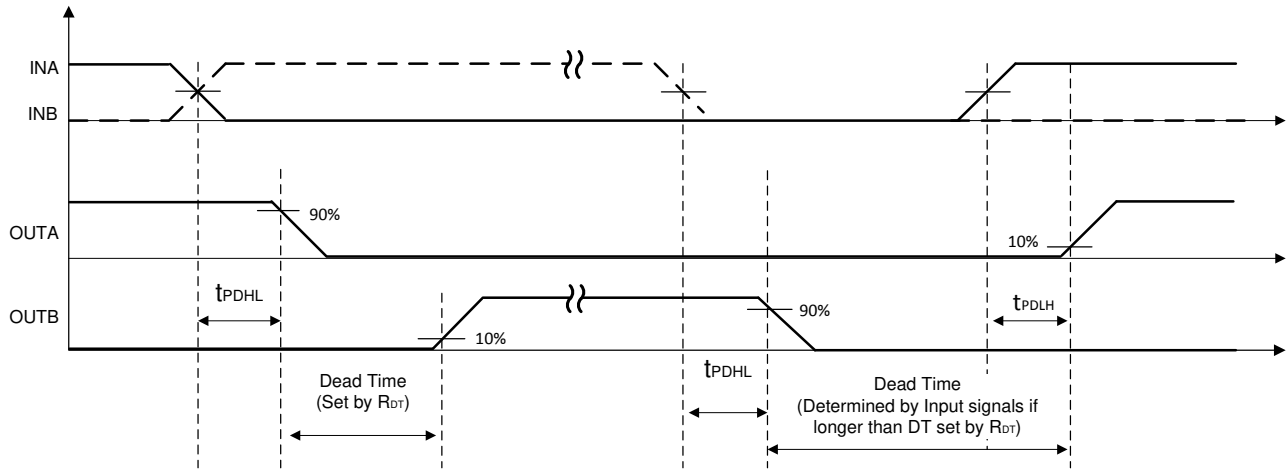 INA
INB
OUTA
90%
10%
OUTB
tPDHL
10%
90%
tPDLH
Dead Time
(Set by RDT)
tPDHL
Dead Time
(Determined by Input signals if
longer than DT set by RDT)